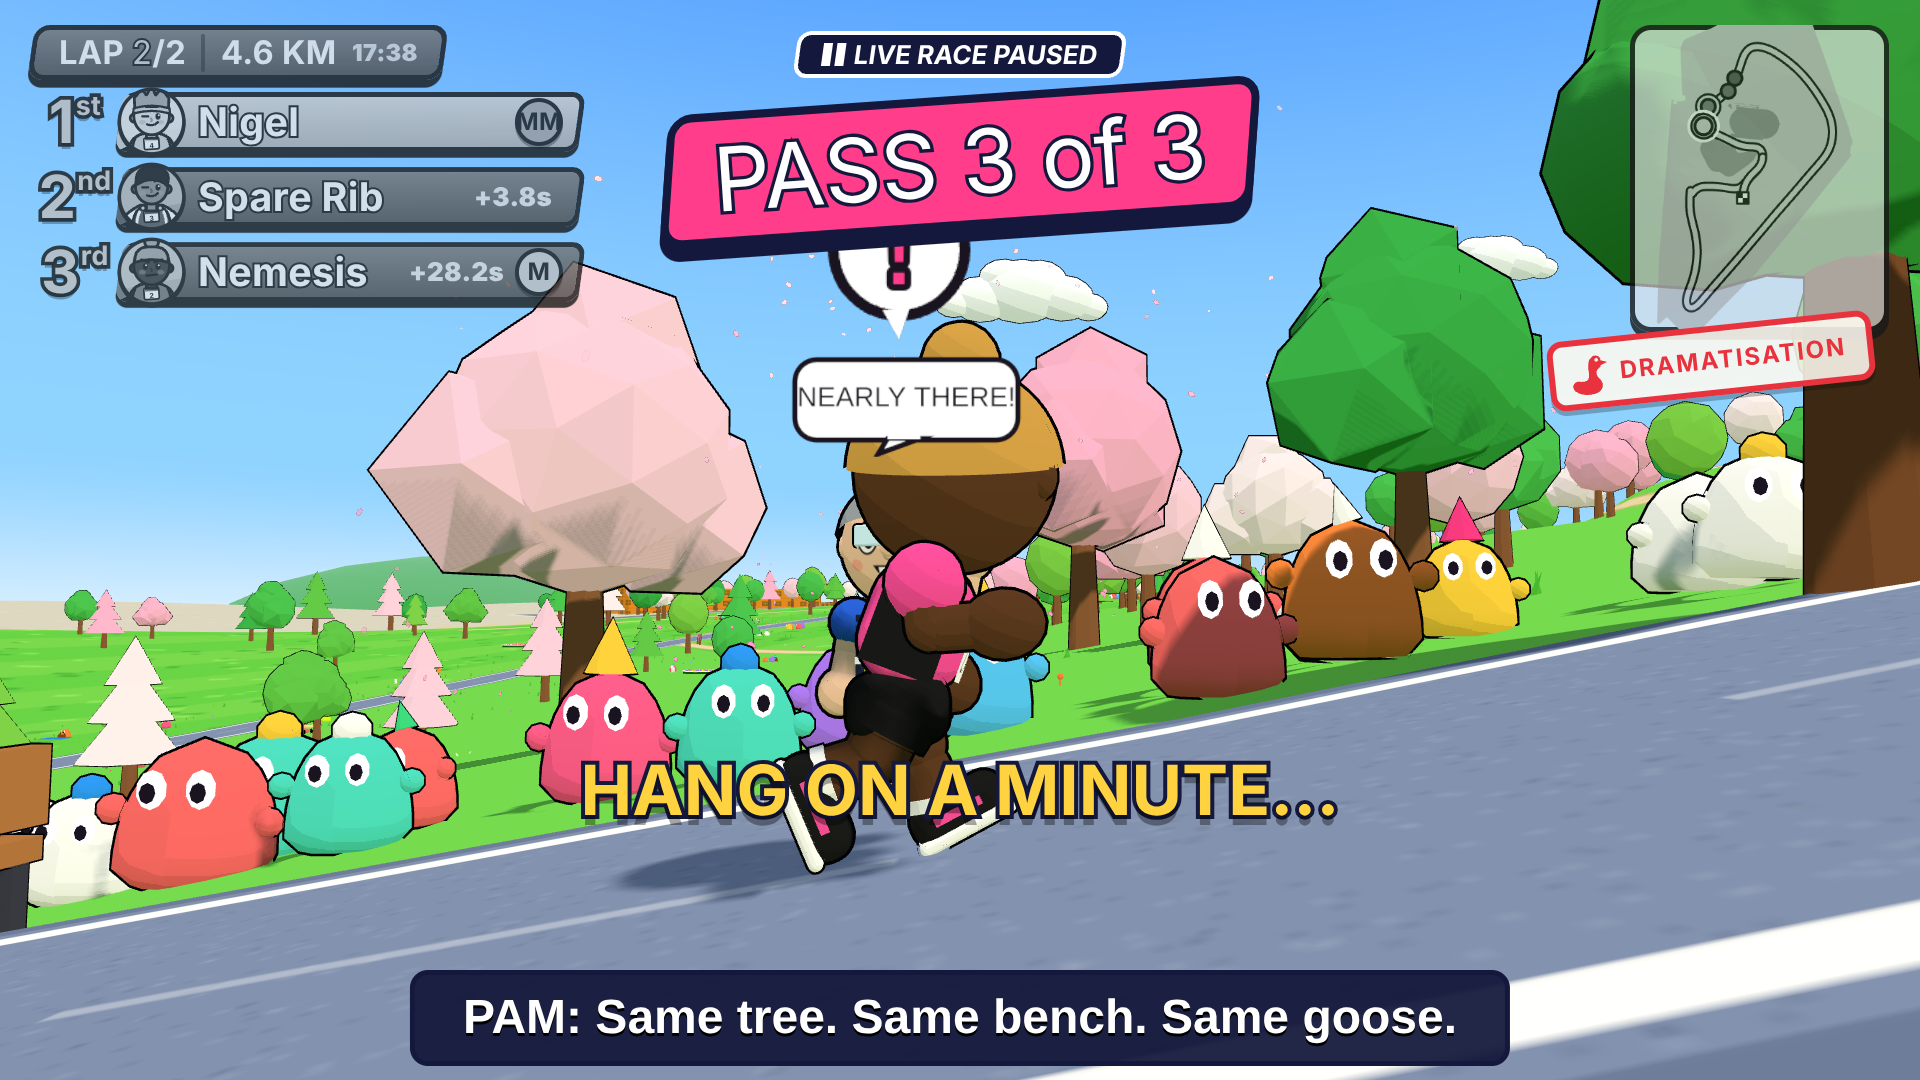 LAP 2/2 4.6 KM 17:38
1st Nigel MM
2nd Spare Rib +3.8s
3rd Nemesis +28.2s M
LIVE RACE PAUSED
PASS 3 of 3
!
NEARLY THERE!
DRAMATISATION
HANG ON A MINUTE...
PAM: Same tree. Same bench. Same goose.